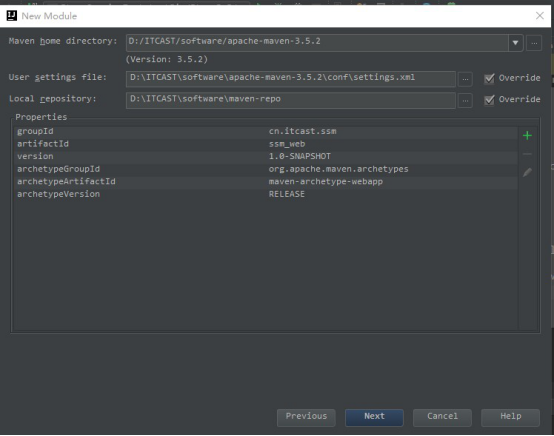 New Module
Maven home directory: D:/ITCAST/software/apache-maven-3.5.2
(Version: 3.5.2)
User settings file: D:\ITCAST\software\apache-maven-3.5.2\conf\settings.xml ... Override
Local repository: D:\ITCAST\software\maven-repo ... Override
Properties
groupId cn.itcast.ssm
artifactId ssm_web
version 1.0-SNAPSHOT
archetypeGroupId org.apache.maven.archetypes
archetypeArtifactId maven-archetype-webapp
archetypeVersion RELEASE
Previous Next Cancel Help